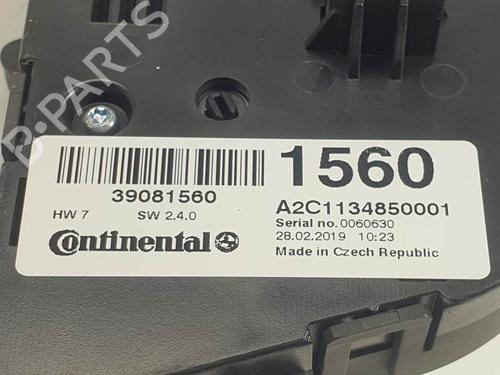 B-PARTS
1560
39081560
A2C1134850001
HW 7 SW 2.4.0
Serial no.0060630
28.02.2019 10:23
Continental
Made in Czech Republic